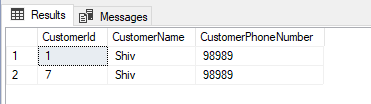 Results Messages
CustomerId CustomerName CustomerPhoneNumber
1 1 Shiv 98989
2 7 Shiv 98989